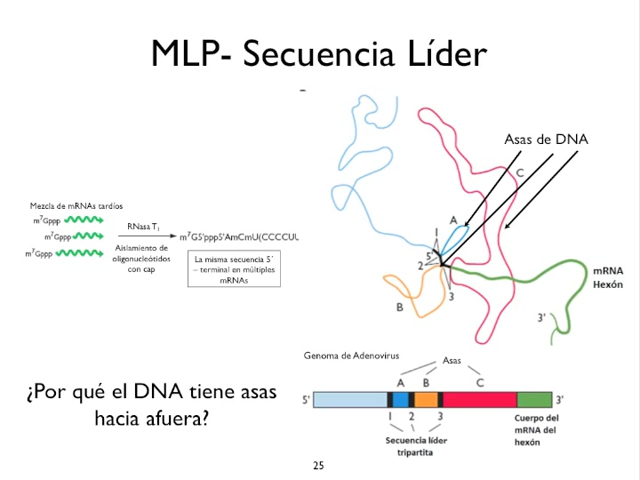 MLP- Secuencia Líder
Asas de DNA
C
Mezcla de mRNAs tardíos
m⁷Gppp
m⁷Gppp
m⁷Gppp
RNasa T₁
Aislamiento de
oligonucleótidos
con cap
m⁷G5'ppp5'AmCmU(CCCCUU
La misma secuencia 5´
– terminal en múltiples
mRNAs
A
1
5'
2
3
B
mRNA
Hexón
3'
¿Por qué el DNA tiene asas
hacia afuera?
Genoma de Adenovirus
Asas
A B C
5' 3'
1 2 3
Secuencia líder
tripartita
Cuerpo del
mRNA del
hexón
25